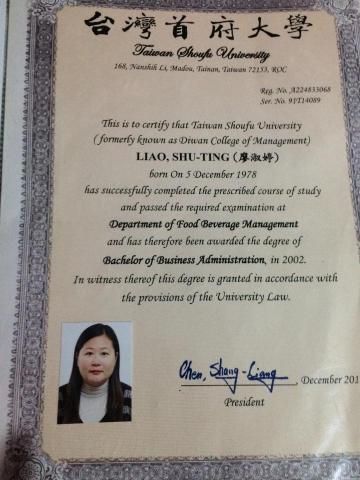 台灣首府大學
Taiwan Shoufu University
168, Nanshih Li, Madou, Tainan, Taiwan 72153, ROC
Reg. No. A224833068
Ser. No. 91T14089
This is to certify that Taiwan Shoufu University
( formerly known as Diwan College of Management)
LIAO, SHU-TING (廖淑婷)
born On 5 December 1978
has successfully completed the prescribed course of study
and passed the required examination at
Department of Food Beverage Management
and has therefore been awarded the degree of
Bachelor of Business Administration, in 2002.
In witness thereof this degree is granted in accordance with
the provisions of the University Law.
Chen, Shang-Liang, December 201
President